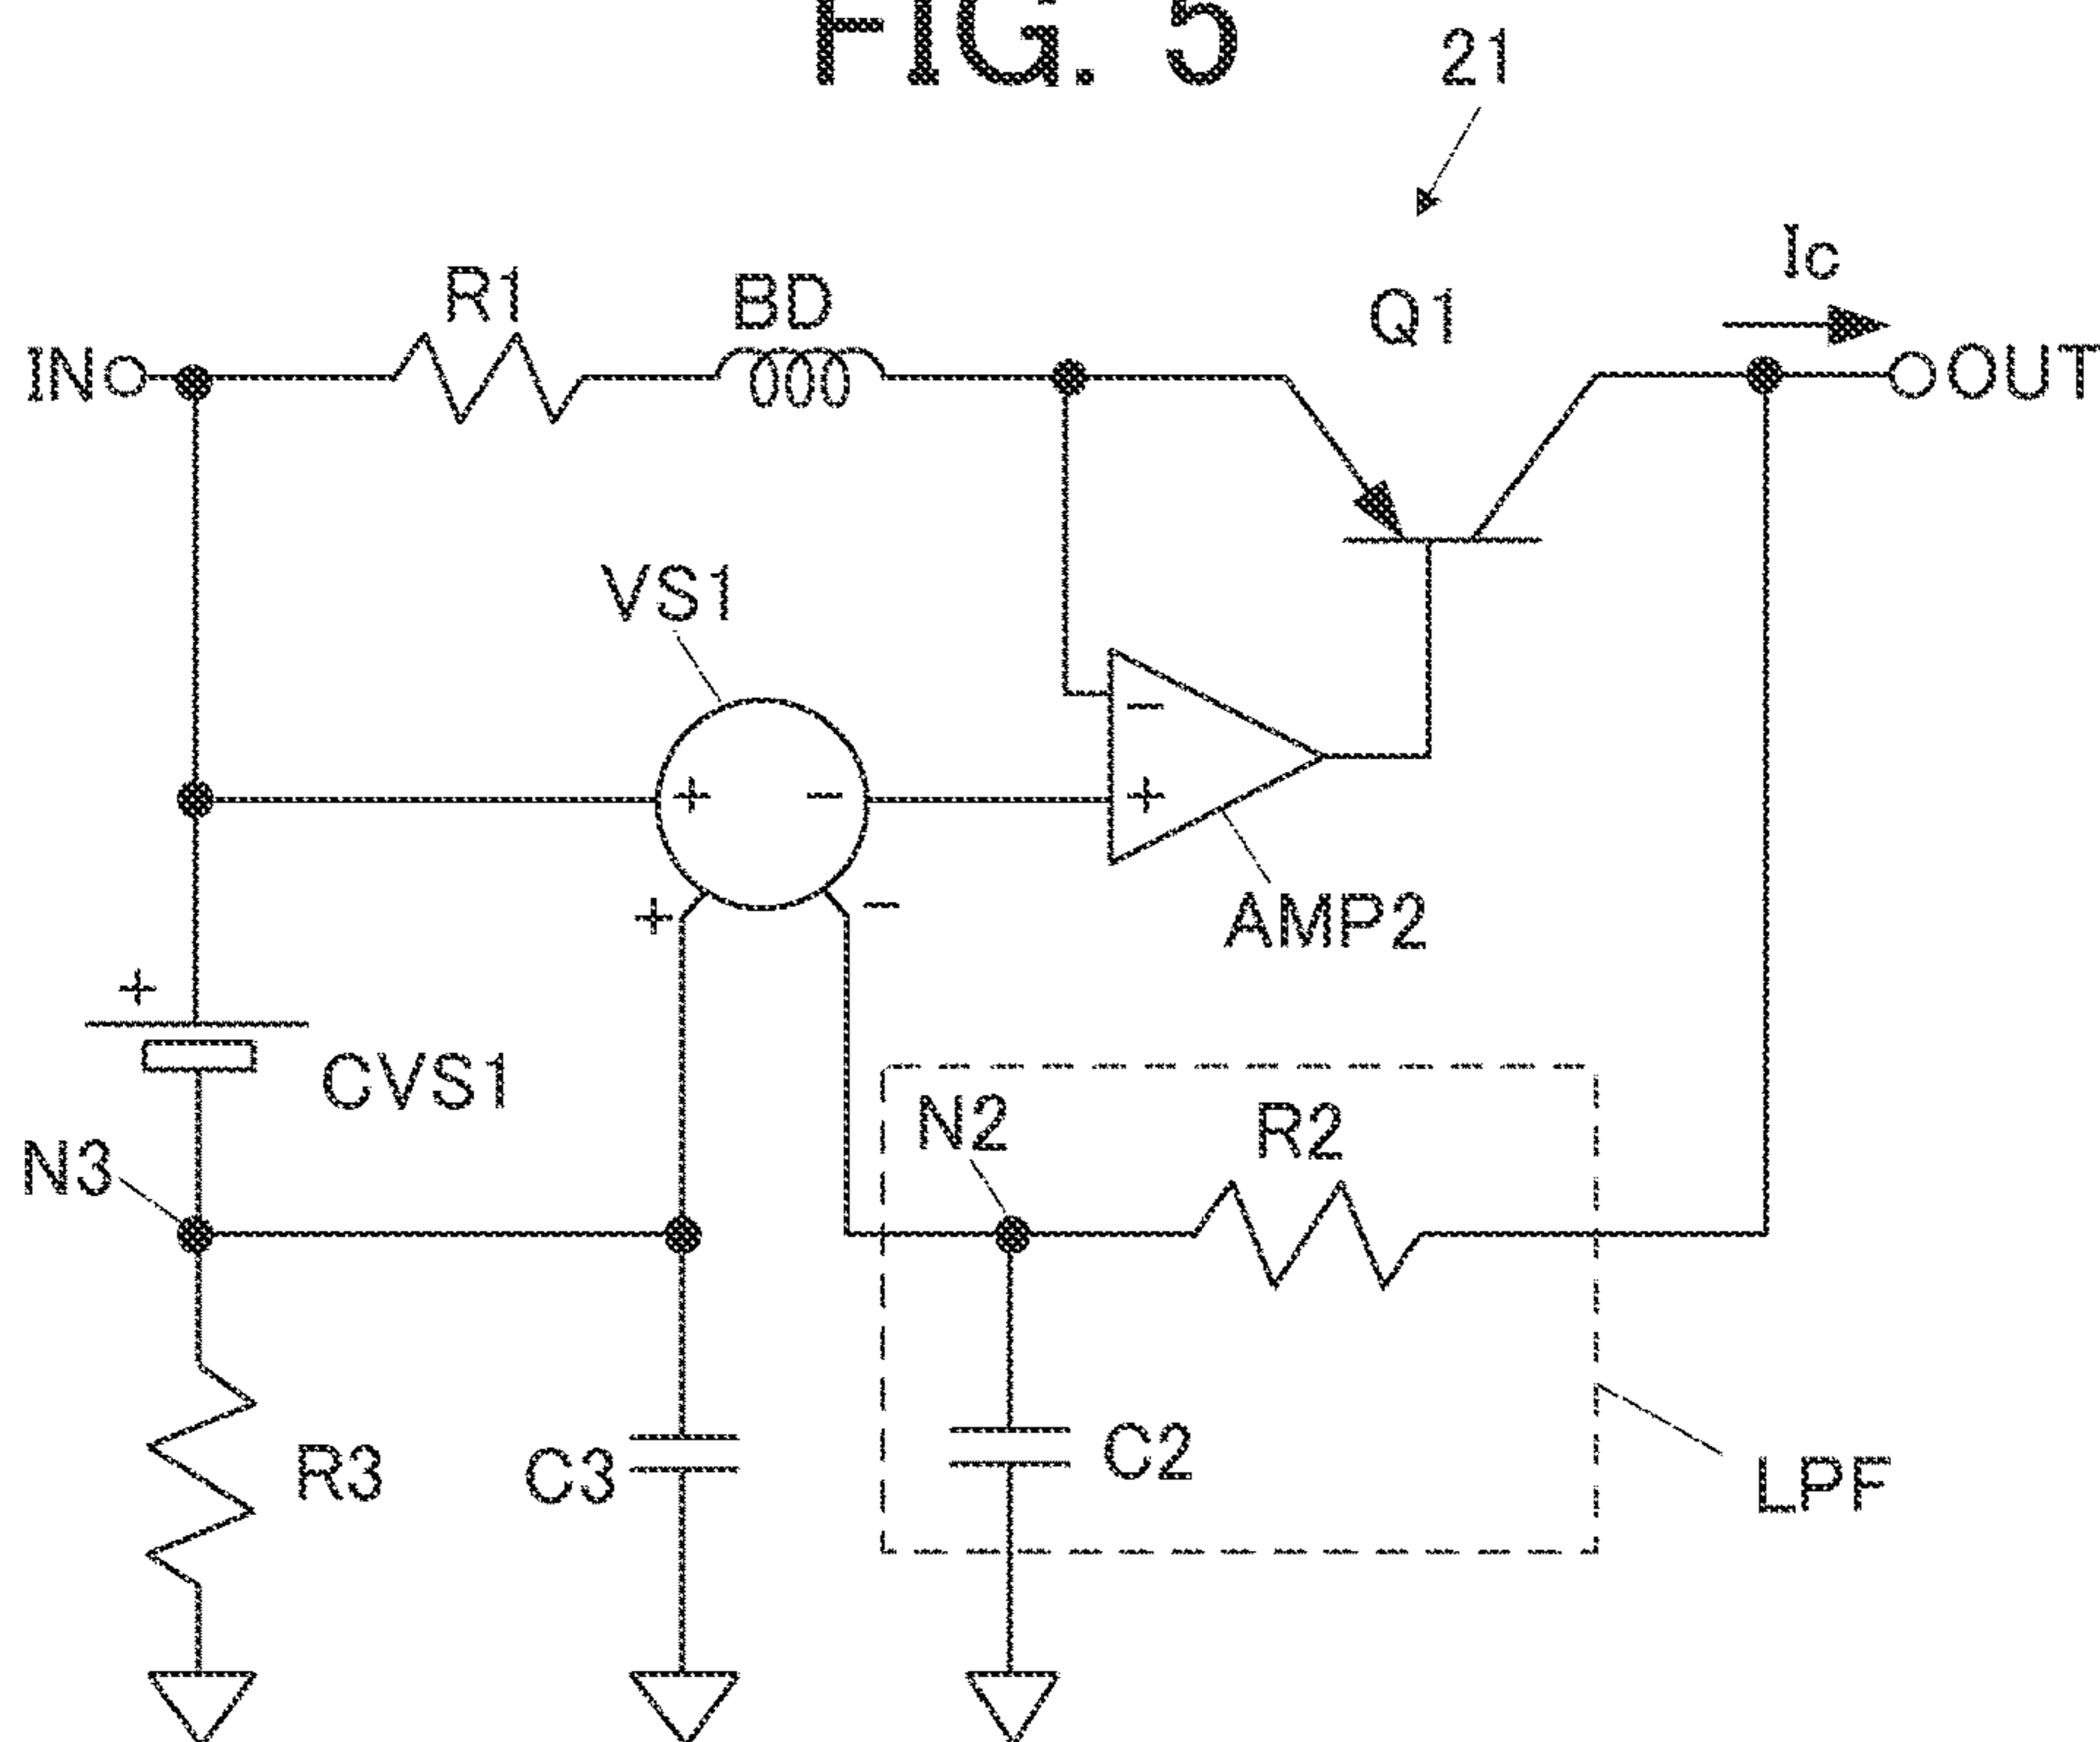 FIG. 5
21
Ic
R1
BD
Q1
IN
OUT
VS1
+ −
−
+
+ −
AMP2
+
CVS1
N2
R2
N3
R3
C3
C2
LPF